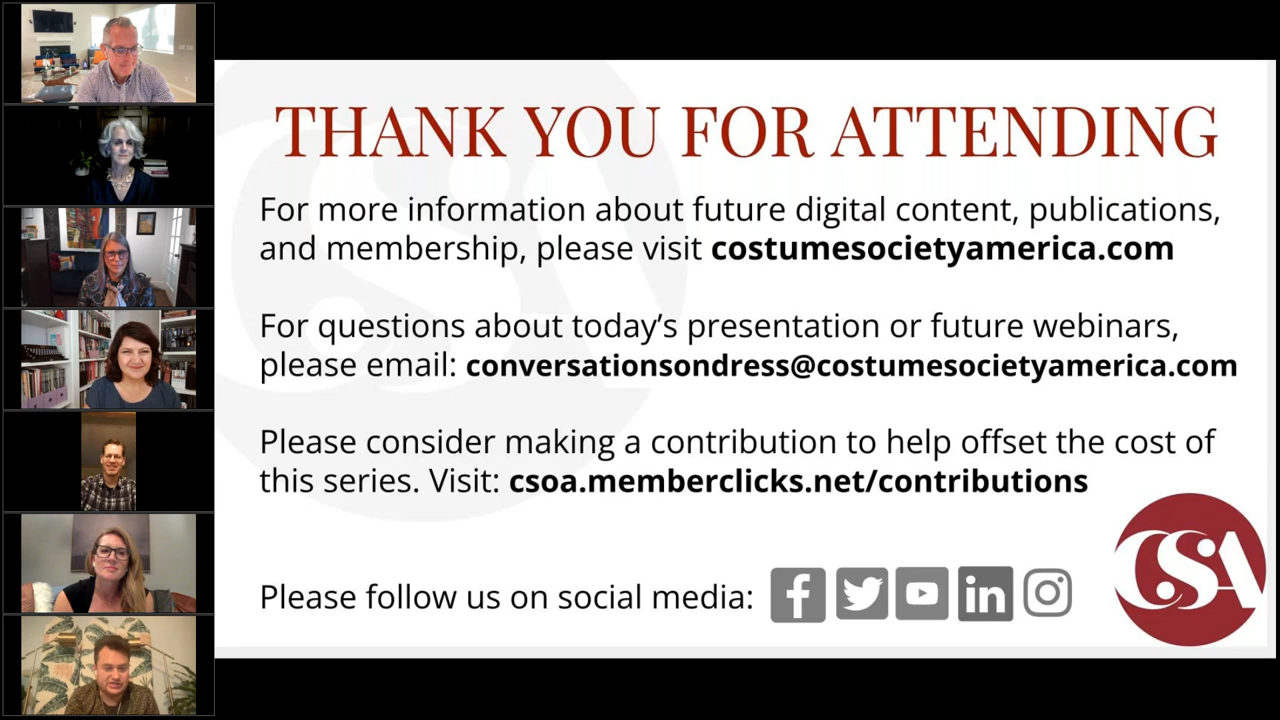 THANK YOU FOR ATTENDING
For more information about future digital content, publications,
and membership, please visit costumesocietyamerica.com
For questions about today’s presentation or future webinars,
please email: conversationsondress@costumesocietyamerica.com
Please consider making a contribution to help offset the cost of
this series. Visit: csoa.memberclicks.net/contributions
Please follow us on social media:
CSA